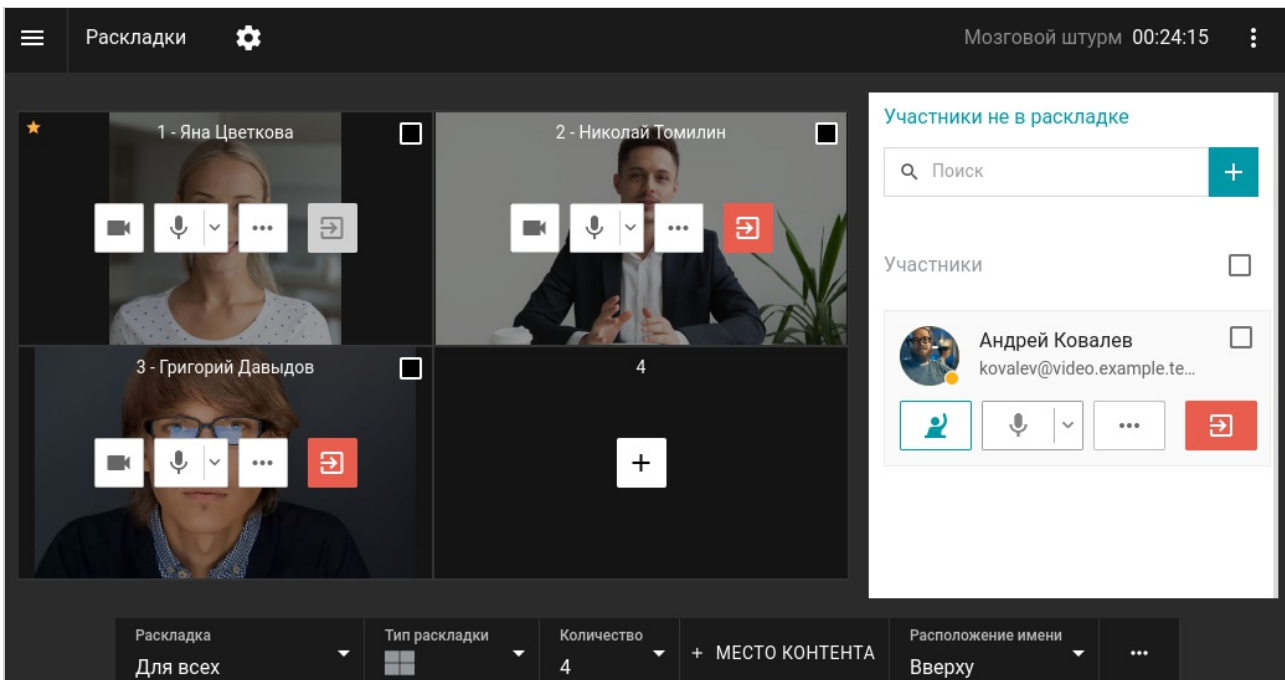 Раскладки
Мозговой штурм 00:24:15
1 - Яна Цветкова
2 - Николай Томилин
3 - Григорий Давыдов
4
Участники не в раскладке
Поиск
Участники
Андрей Ковалев
kovalev@video.example.te...
Раскладка
Для всех
Тип раскладки
Количество
4
+ МЕСТО КОНТЕНТА
Расположение имени
Вверху